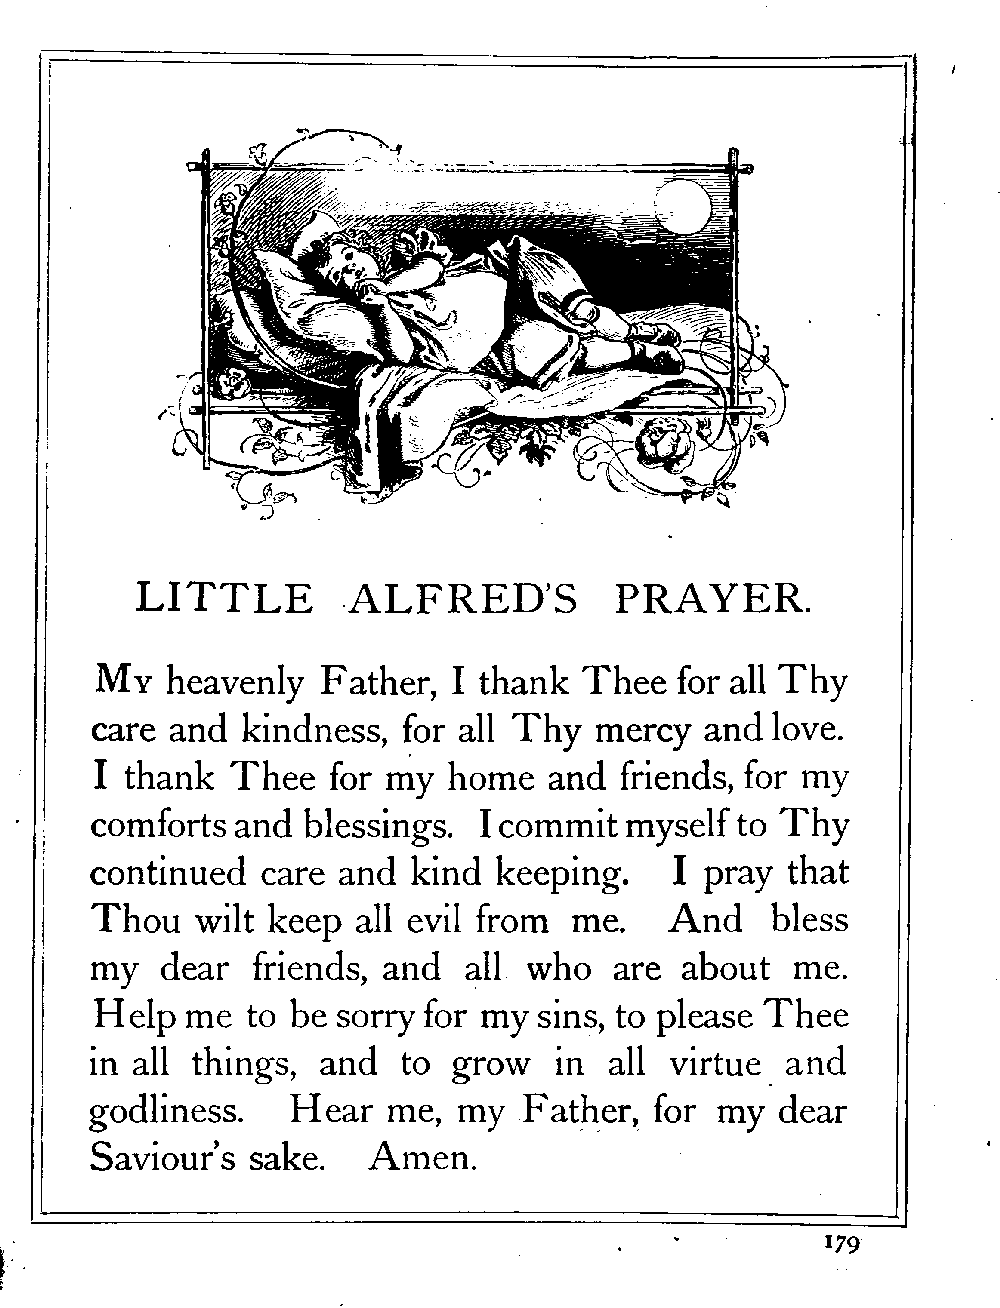 LITTLE ALFRED'S PRAYER.
My heavenly Father, I thank Thee for all Thy
care and kindness, for all Thy mercy and love.
I thank Thee for my home and friends, for my
comforts and blessings. I commit myself to Thy
continued care and kind keeping. I pray that
Thou wilt keep all evil from me. And bless
my dear friends, and all who are about me.
Help me to be sorry for my sins, to please Thee
in all things, and to grow in all virtue and
godliness. Hear me, my Father, for my dear
Saviour's sake. Amen.
179